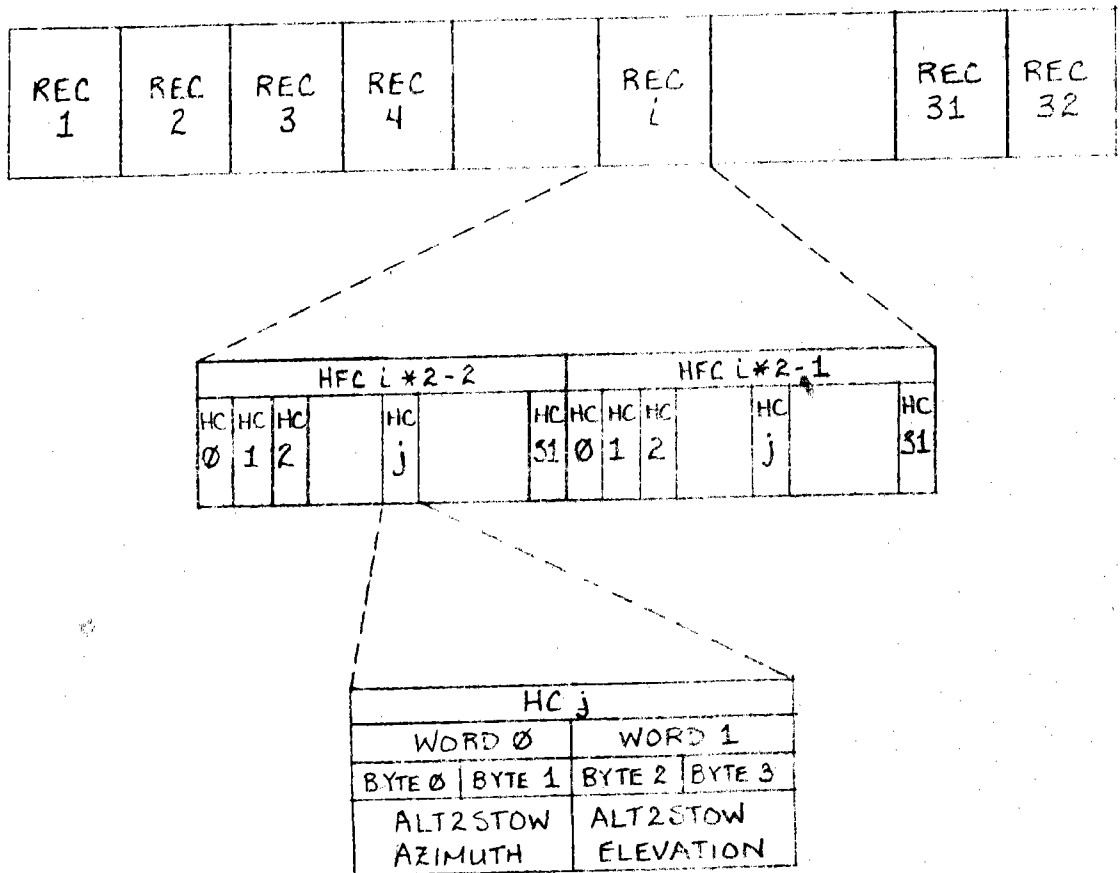 REC 1
REC 2
REC 3
REC 4
REC i
REC 31
REC 32
HFC i*2-2
HFC i*2-1
HC Ø
HC 1
HC 2
HC j
HC 31
HC Ø
HC 1
HC 2
HC j
HC 31
HC j
WORD Ø
WORD 1
BYTE Ø
BYTE 1
BYTE 2
BYTE 3
ALT2STOW
AZIMUTH
ALT2STOW
ELEVATION